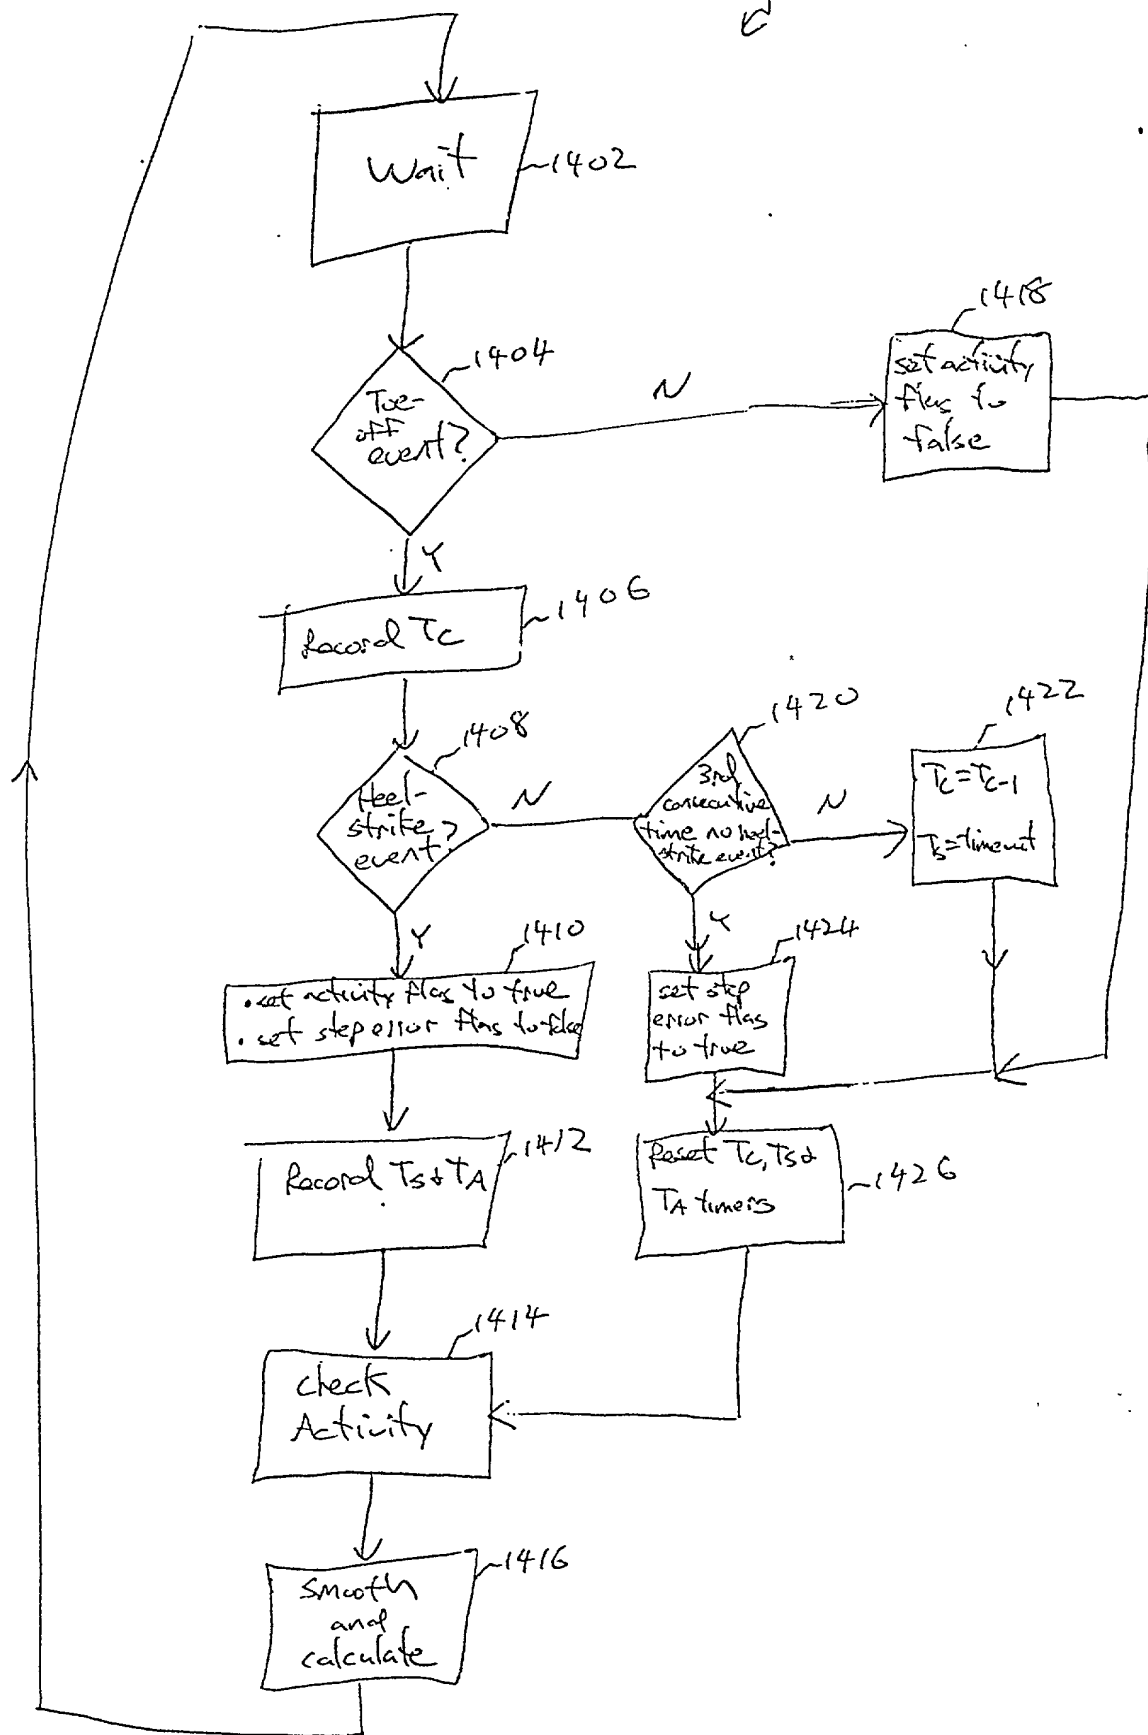 Wait
1402
1418
set activity
flag to
false
1404
Toe-
off
event?
N
Y
1406
Record Tc
1408
Heel-
strike
event?
N
1420
3rd
consecutive
time no heel-
strike event?
N
1422
Tc=Tc-1
Ts=timeout
Y
1410
• set activity flag to true
• set step error flag to false
Y
1424
set step
error flag
to true
1412
Record Ts & TA
Reset Tc, Ts &
TA timers
1426
1414
check
Activity
1416
smooth
and
calculate